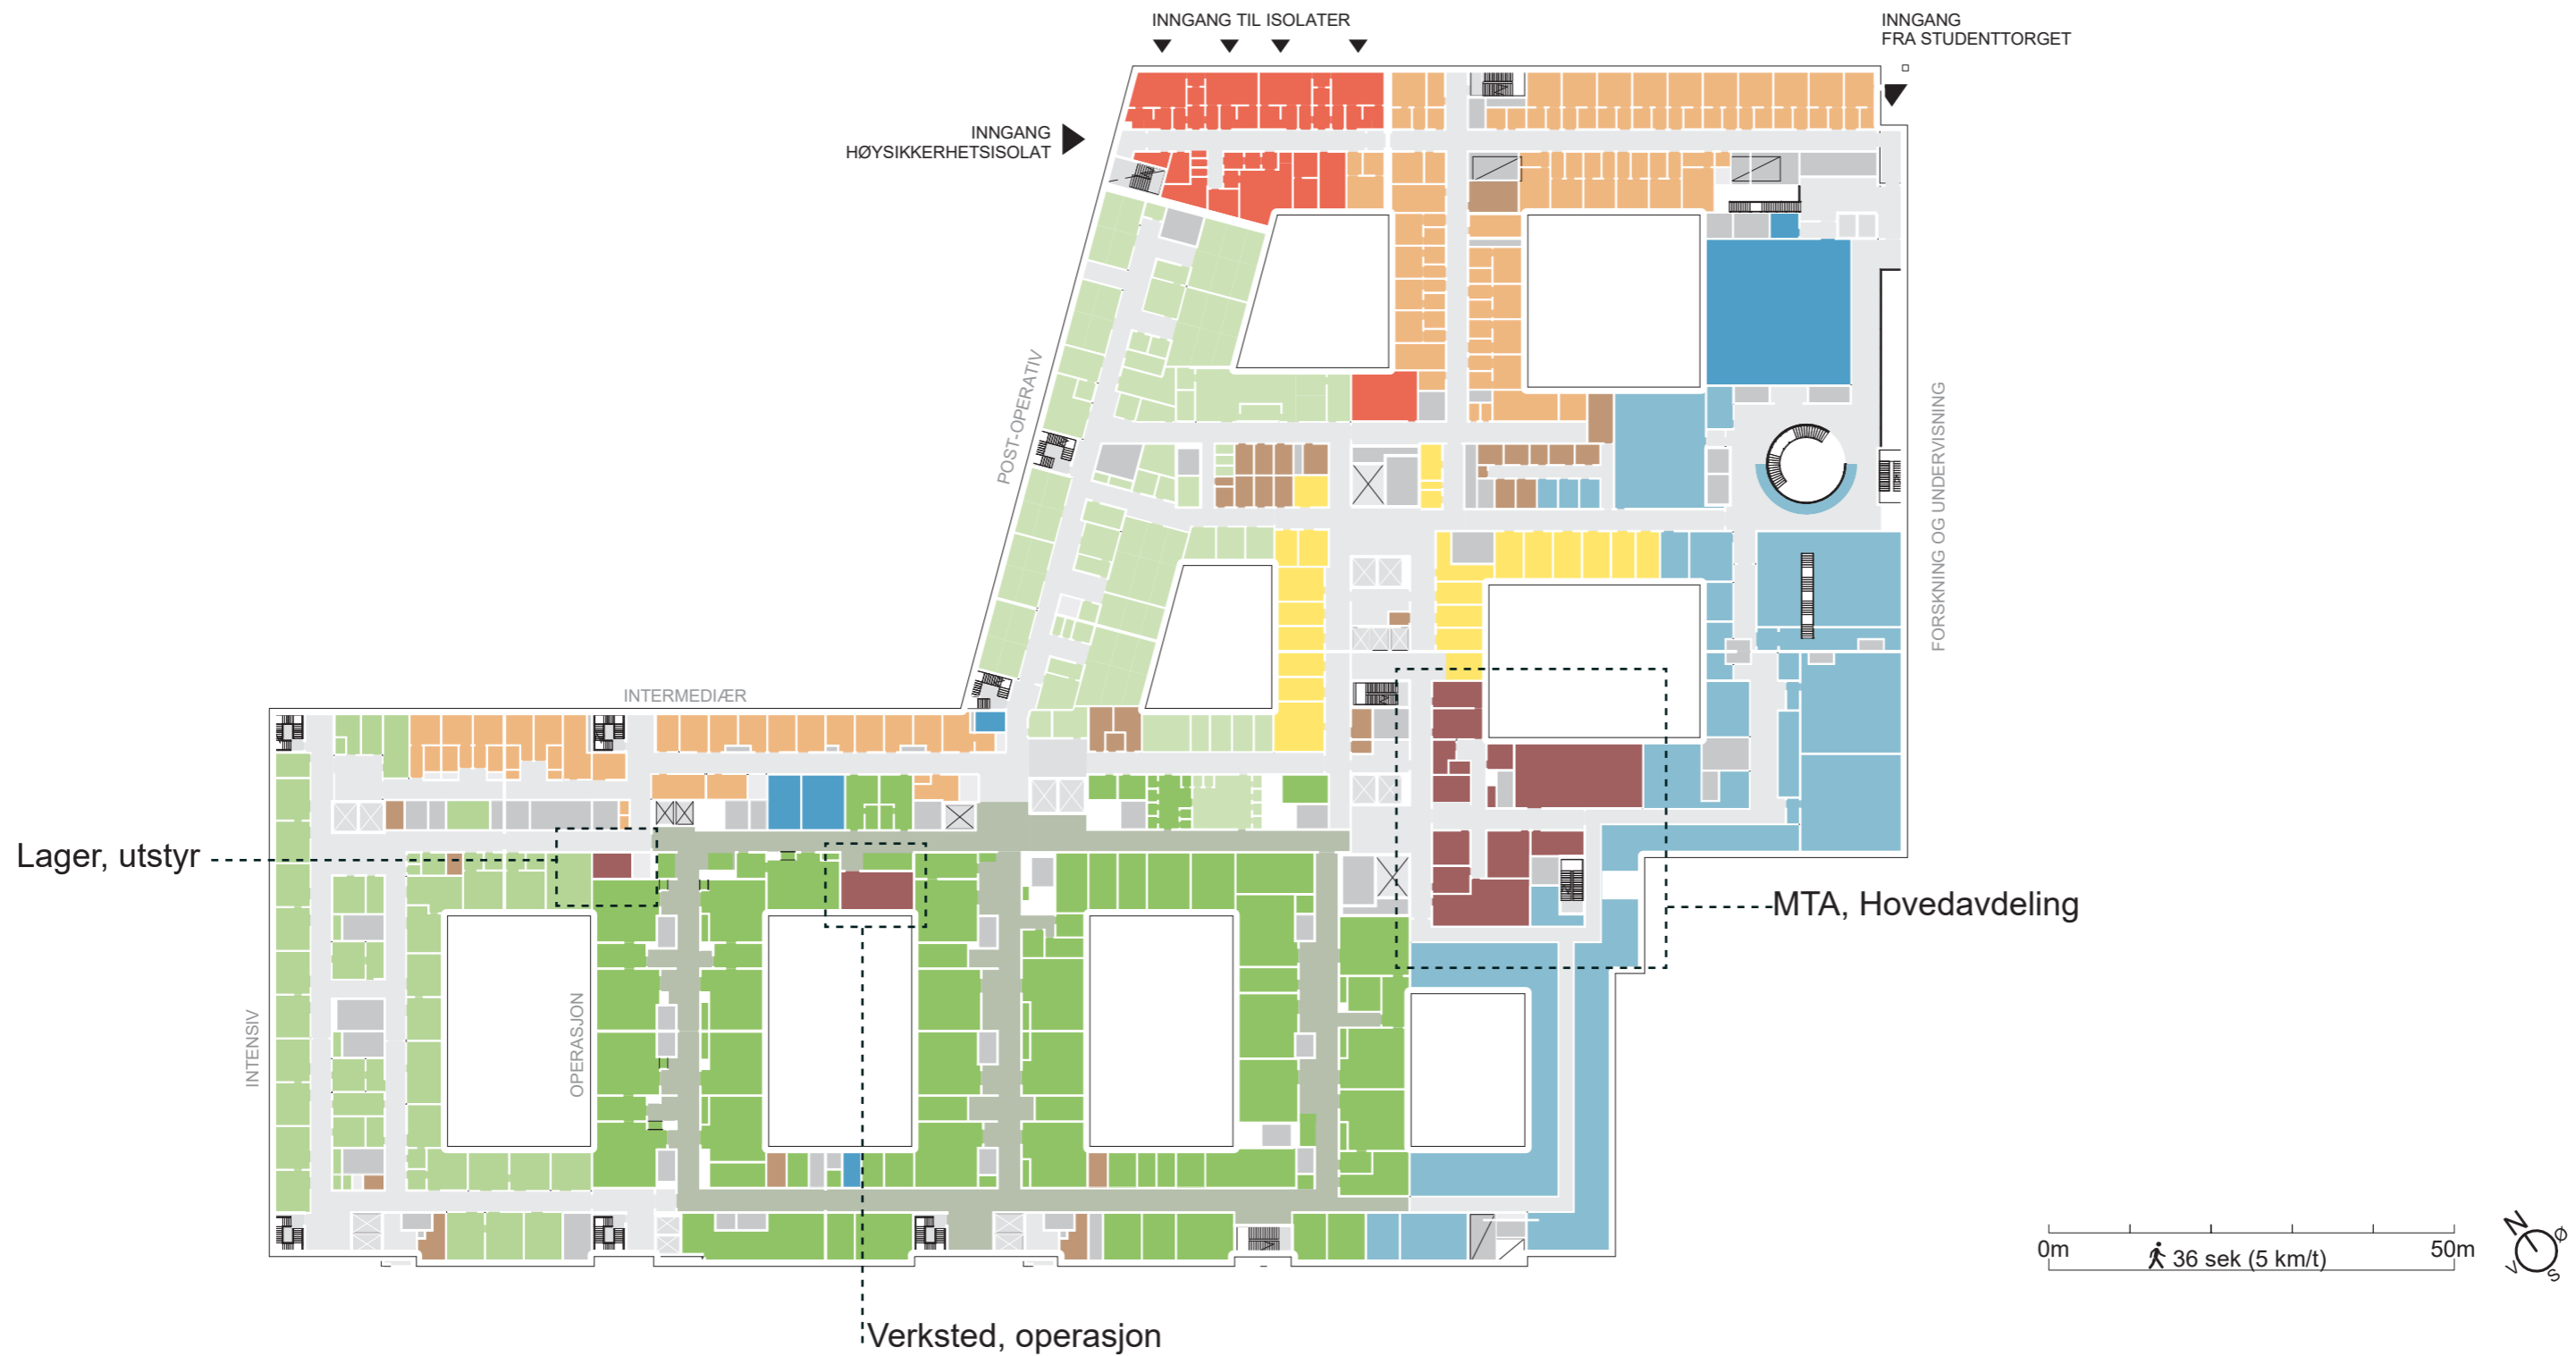 INNGANG TIL ISOLATER
INNGANG
FRA STUDENTTORGET
INNGANG
HØYSIKKERHETSISOLAT
POST-OPERATIV
FORSKNING OG UNDERVISNING
INTERMEDIÆR
Lager, utstyr
MTA, Hovedavdeling
INTENSIV
OPERASJON
Verksted, operasjon
0m
36 sek (5 km/t)
50m
N
Ø
V
S